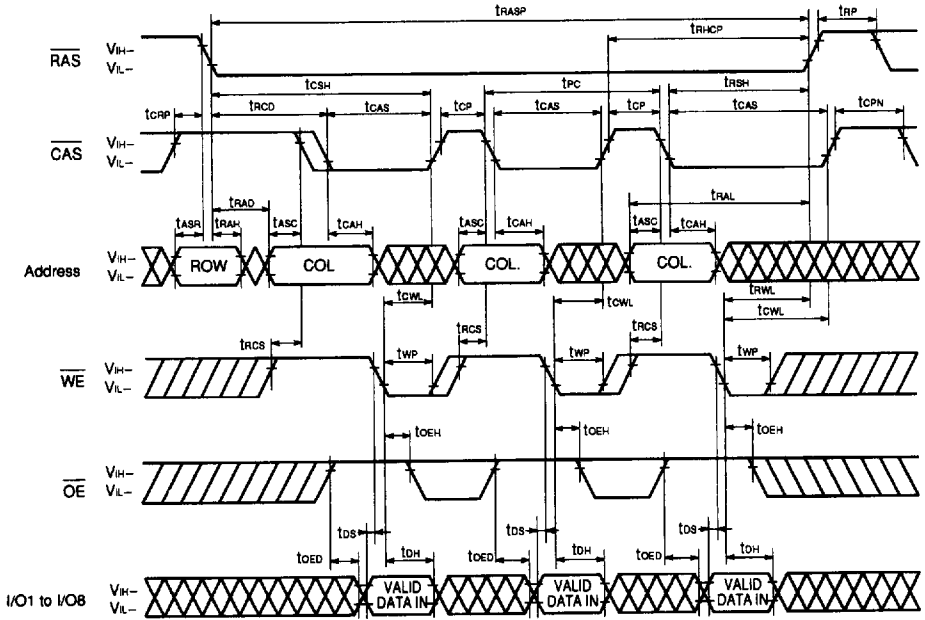 tRASP tRP
tRHCP
RAS VIH–
VIL–
tCSH tPC tRSH
tCRP tRCD tCAS tCP tCAS tCP tCAS tCPN
CAS VIH–
VIL–
tRAD tRAL
tASR tRAH tASC tCAH tASC tCAH tASC tCAH
Address VIH–
VIL–
ROW COL COL. COL.
tCWL tCWL tRWL
tCWL
tRCS tRCS tRCS
tWP tWP tWP
WE VIH–
VIL–
tOEH tOEH tOEH
OE VIH–
VIL–
tDS tDS tDS
tOED tDH tOED tDH tOED tDH
I/O1 to I/O8 VIH–
VIL–
VALID VALID VALID
DATA IN DATA IN DATA IN